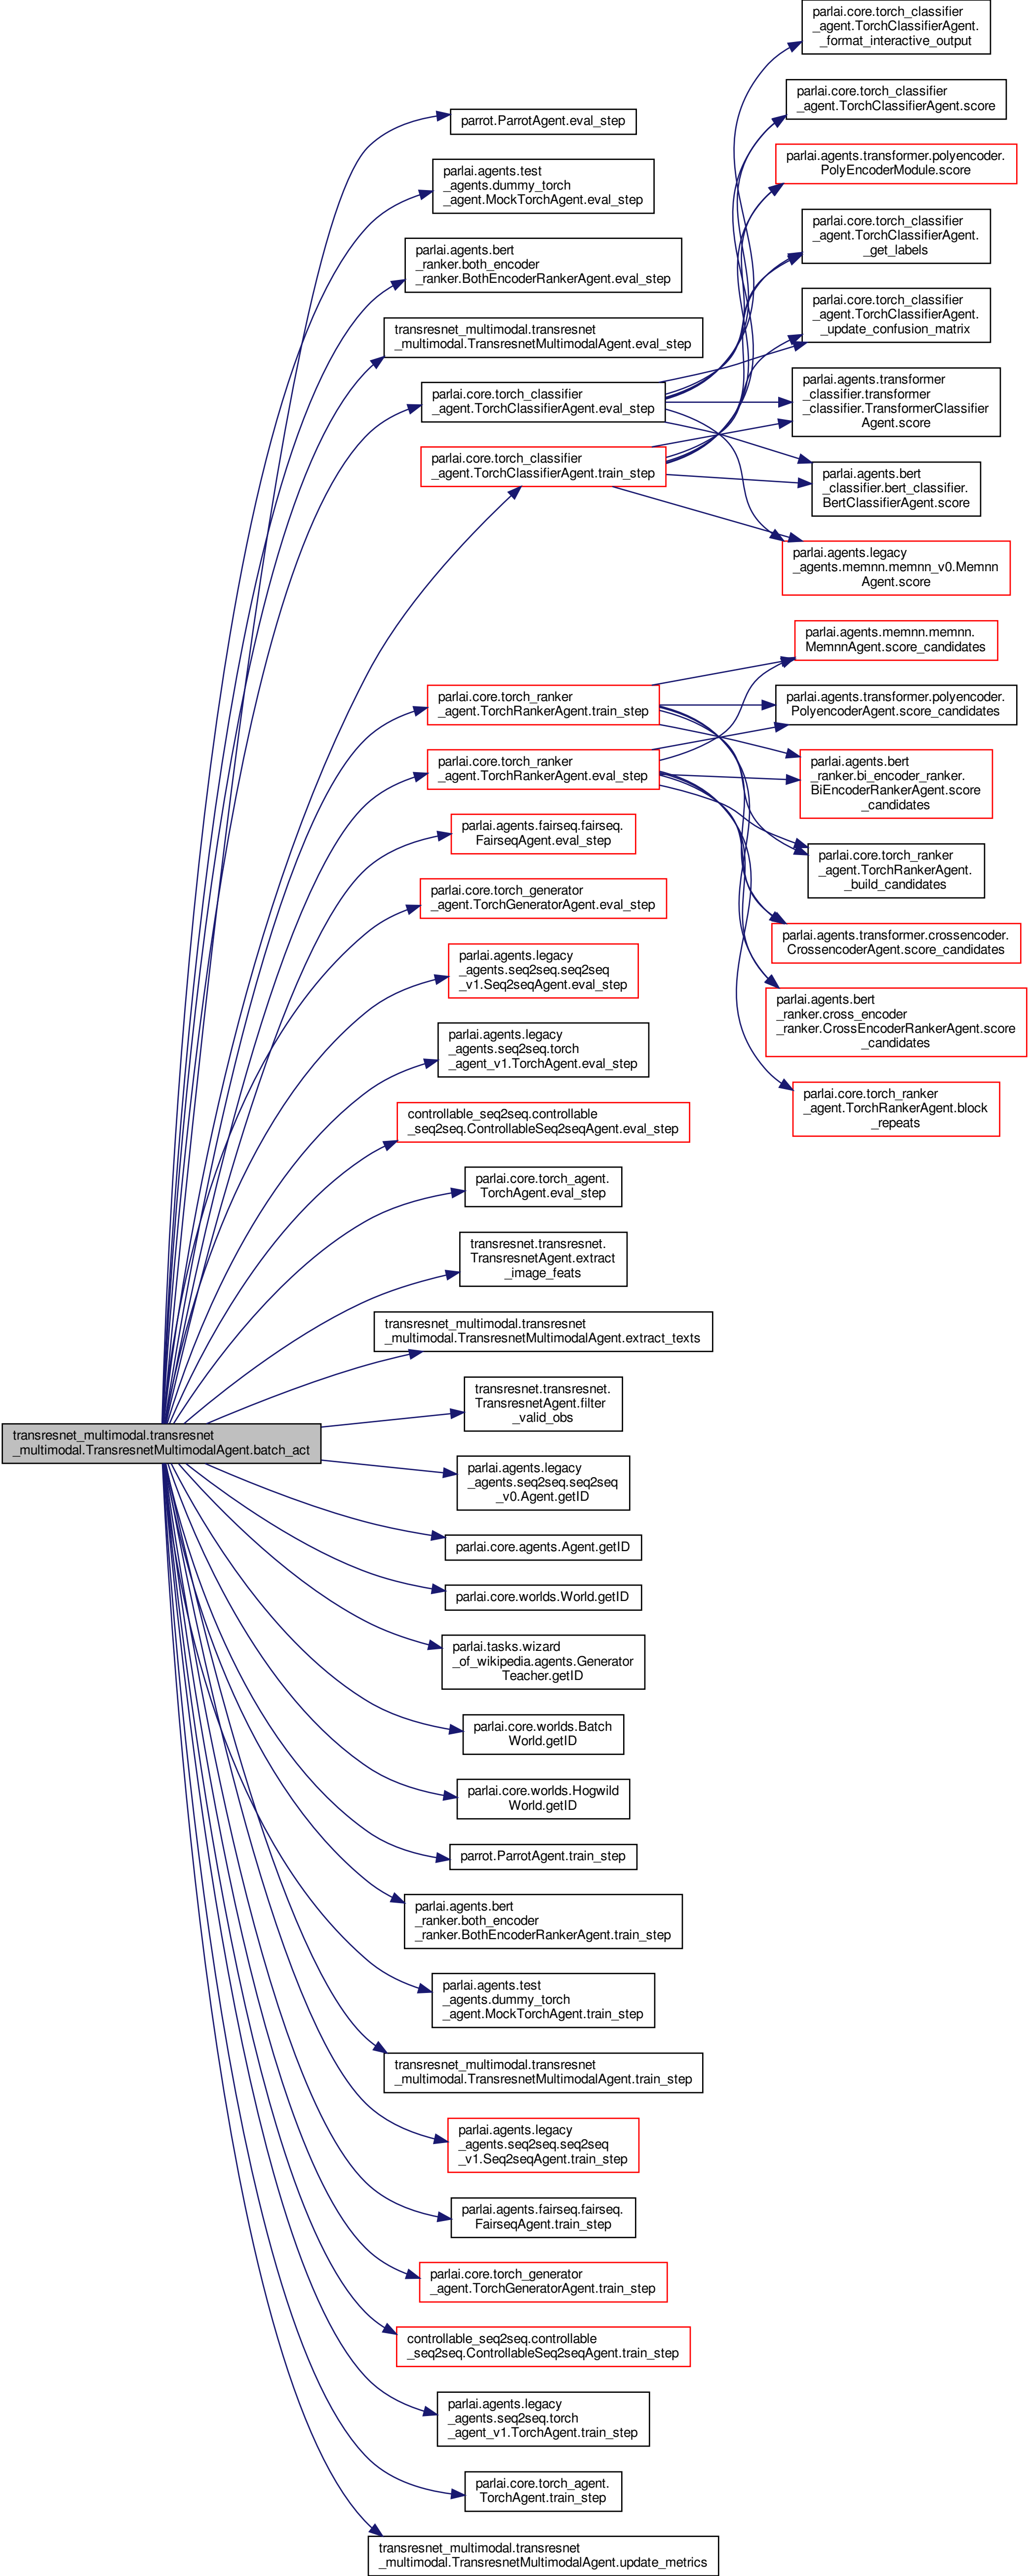 transresnet_multimodal.transresnet
_multimodal.TransresnetMultimodalAgent.batch_act
parrot.ParrotAgent.eval_step
parlai.agents.test
_agents.dummy_torch
_agent.MockTorchAgent.eval_step
parlai.agents.bert
_ranker.both_encoder
_ranker.BothEncoderRankerAgent.eval_step
transresnet_multimodal.transresnet
_multimodal.TransresnetMultimodalAgent.eval_step
parlai.core.torch_classifier
_agent.TorchClassifierAgent.eval_step
parlai.core.torch_classifier
_agent.TorchClassifierAgent.train_step
parlai.core.torch_ranker
_agent.TorchRankerAgent.train_step
parlai.core.torch_ranker
_agent.TorchRankerAgent.eval_step
parlai.agents.fairseq.fairseq.
FairseqAgent.eval_step
parlai.core.torch_generator
_agent.TorchGeneratorAgent.eval_step
parlai.agents.legacy
_agents.seq2seq.seq2seq
_v1.Seq2seqAgent.eval_step
parlai.agents.legacy
_agents.seq2seq.torch
_agent_v1.TorchAgent.eval_step
controllable_seq2seq.controllable
_seq2seq.ControllableSeq2seqAgent.eval_step
parlai.core.torch_agent.
TorchAgent.eval_step
transresnet.transresnet.
TransresnetAgent.extract
_image_feats
transresnet_multimodal.transresnet
_multimodal.TransresnetMultimodalAgent.extract_texts
transresnet.transresnet.
TransresnetAgent.filter
_valid_obs
parlai.agents.legacy
_agents.seq2seq.seq2seq
_v0.Agent.getID
parlai.core.agents.Agent.getID
parlai.core.worlds.World.getID
parlai.tasks.wizard
_of_wikipedia.agents.Generator
Teacher.getID
parlai.core.worlds.Batch
World.getID
parlai.core.worlds.Hogwild
World.getID
parrot.ParrotAgent.train_step
parlai.agents.bert
_ranker.both_encoder
_ranker.BothEncoderRankerAgent.train_step
parlai.agents.test
_agents.dummy_torch
_agent.MockTorchAgent.train_step
transresnet_multimodal.transresnet
_multimodal.TransresnetMultimodalAgent.train_step
parlai.agents.legacy
_agents.seq2seq.seq2seq
_v1.Seq2seqAgent.train_step
parlai.agents.fairseq.fairseq.
FairseqAgent.train_step
parlai.core.torch_generator
_agent.TorchGeneratorAgent.train_step
controllable_seq2seq.controllable
_seq2seq.ControllableSeq2seqAgent.train_step
parlai.agents.legacy
_agents.seq2seq.torch
_agent_v1.TorchAgent.train_step
parlai.core.torch_agent.
TorchAgent.train_step
transresnet_multimodal.transresnet
_multimodal.TransresnetMultimodalAgent.update_metrics
parlai.core.torch_classifier
_agent.TorchClassifierAgent.
_format_interactive_output
parlai.core.torch_classifier
_agent.TorchClassifierAgent.score
parlai.agents.transformer.polyencoder.
PolyEncoderModule.score
parlai.core.torch_classifier
_agent.TorchClassifierAgent.
_get_labels
parlai.core.torch_classifier
_agent.TorchClassifierAgent.
_update_confusion_matrix
parlai.agents.transformer
_classifier.transformer
_classifier.TransformerClassifier
Agent.score
parlai.agents.bert
_classifier.bert_classifier.
BertClassifierAgent.score
parlai.agents.legacy
_agents.memnn.memnn_v0.Memnn
Agent.score
parlai.agents.memnn.memnn.
MemnnAgent.score_candidates
parlai.agents.transformer.polyencoder.
PolyencoderAgent.score_candidates
parlai.agents.bert
_ranker.bi_encoder_ranker.
BiEncoderRankerAgent.score
_candidates
parlai.core.torch_ranker
_agent.TorchRankerAgent.
_build_candidates
parlai.agents.transformer.crossencoder.
CrossencoderAgent.score_candidates
parlai.agents.bert
_ranker.cross_encoder
_ranker.CrossEncoderRankerAgent.score
_candidates
parlai.core.torch_ranker
_agent.TorchRankerAgent.block
_repeats